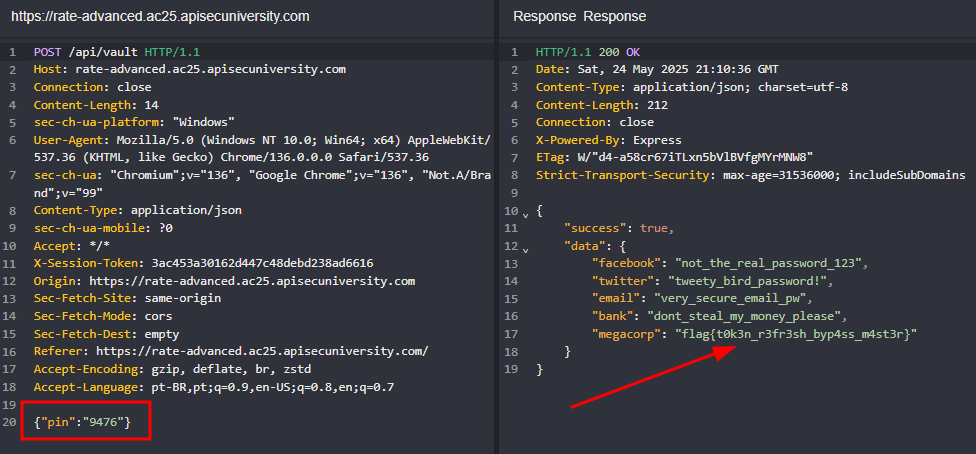 https://rate-advanced.ac25.apisecuniversity.com
1 POST /api/vault HTTP/1.1
2 Host: rate-advanced.ac25.apisecuniversity.com
3 Connection: close
4 Content-Length: 14
5 sec-ch-ua-platform: "Windows"
6 User-Agent: Mozilla/5.0 (Windows NT 10.0; Win64; x64) AppleWebKit/
537.36 (KHTML, like Gecko) Chrome/136.0.0.0 Safari/537.36
7 sec-ch-ua: "Chromium";v="136", "Google Chrome";v="136", "Not.A/Bra
nd";v="99"
8 Content-Type: application/json
9 sec-ch-ua-mobile: ?0
10 Accept: */*
11 X-Session-Token: 3ac453a30162d447c48debd238ad6616
12 Origin: https://rate-advanced.ac25.apisecuniversity.com
13 Sec-Fetch-Site: same-origin
14 Sec-Fetch-Mode: cors
15 Sec-Fetch-Dest: empty
16 Referer: https://rate-advanced.ac25.apisecuniversity.com/
17 Accept-Encoding: gzip, deflate, br, zstd
18 Accept-Language: pt-BR,pt;q=0.9,en-US;q=0.8,en;q=0.7
19
20 {"pin":"9476"}
Response Response
1 HTTP/1.1 200 OK
2 Date: Sat, 24 May 2025 21:10:36 GMT
3 Content-Type: application/json; charset=utf-8
4 Content-Length: 212
5 Connection: close
6 X-Powered-By: Express
7 ETag: W/"d4-a58cr67iTLxn5bVlBVfgMYrMNW8"
8 Strict-Transport-Security: max-age=31536000; includeSubDomains
9
10 {
11 "success": true,
12 "data": {
13 "facebook": "not_the_real_password_123",
14 "twitter": "tweety_bird_password!",
15 "email": "very_secure_email_pw",
16 "bank": "dont_steal_my_money_please",
17 "megacorp": "flag{t0k3n_r3fr3sh_byp4ss_m4st3r}"
18 }
19 }